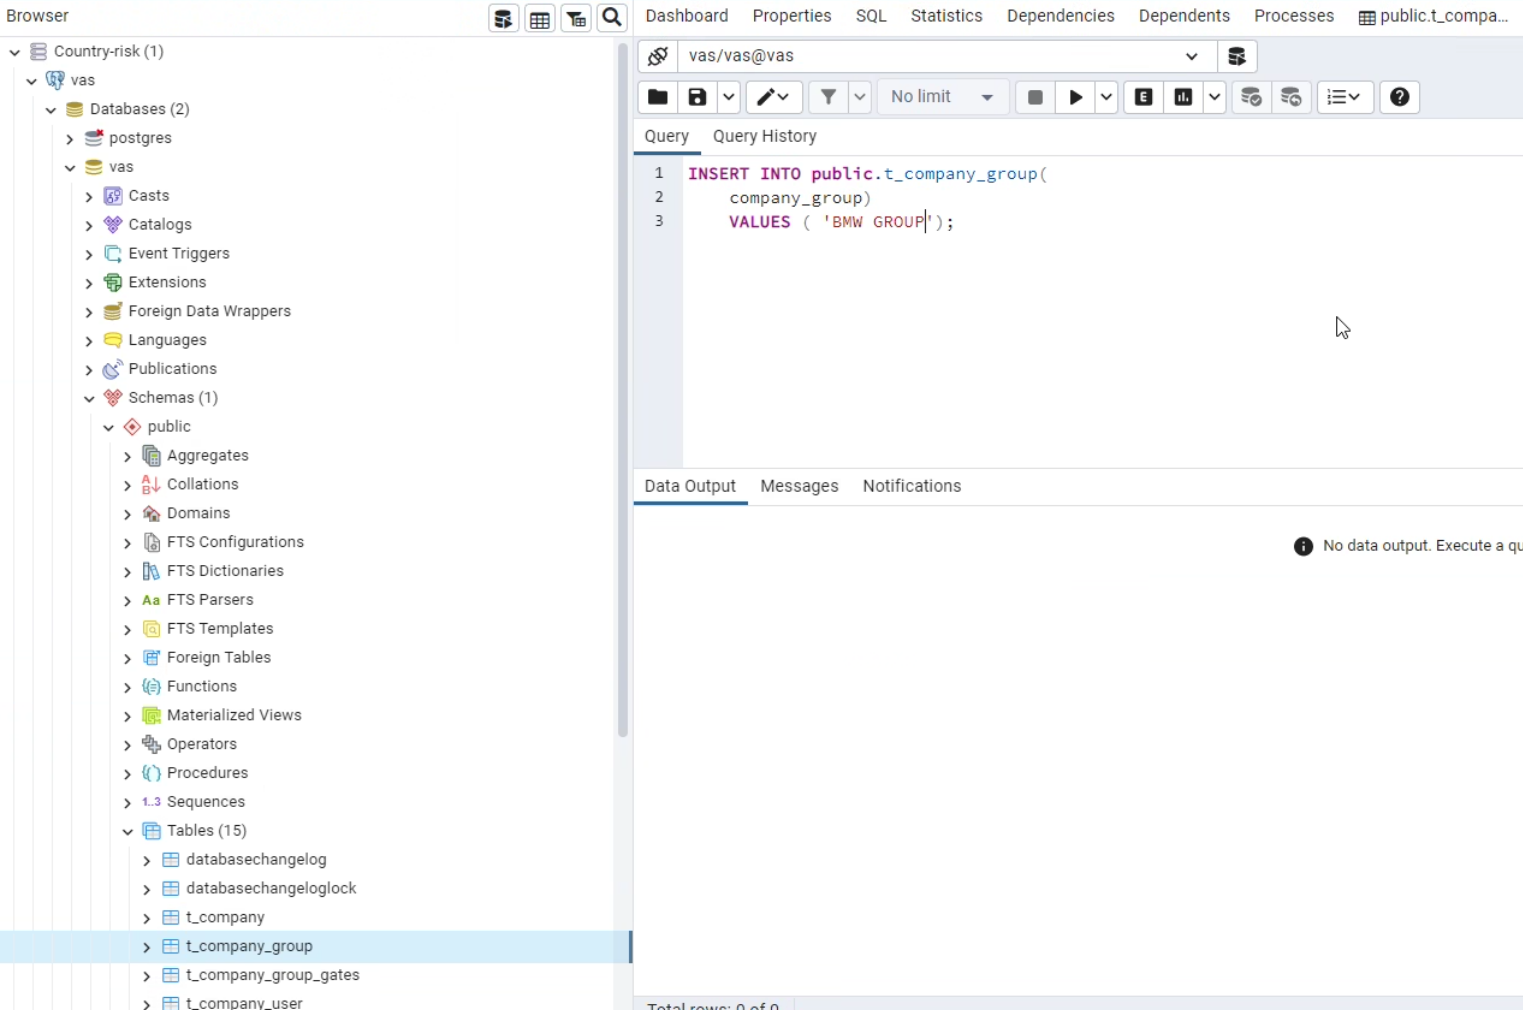 Browser
Country-risk (1)
vas
Databases (2)
postgres
vas
Casts
Catalogs
Event Triggers
Extensions
Foreign Data Wrappers
Languages
Publications
Schemas (1)
public
Aggregates
Collations
Domains
FTS Configurations
FTS Dictionaries
Aa FTS Parsers
FTS Templates
Foreign Tables
Functions
Materialized Views
Operators
Procedures
1..3 Sequences
Tables (15)
databasechangelog
databasechangeloglock
t_company
t_company_group
t_company_group_gates
t_company_user
Dashboard Properties SQL Statistics Dependencies Dependents Processes public.t_compa...
vas/vas@vas
No limit
Query Query History
1 INSERT INTO public.t_company_group(
2 company_group)
3 VALUES ( 'BMW GROUP');
Data Output Messages Notifications
No data output. Execute a qu
Total rows: 0 of 0